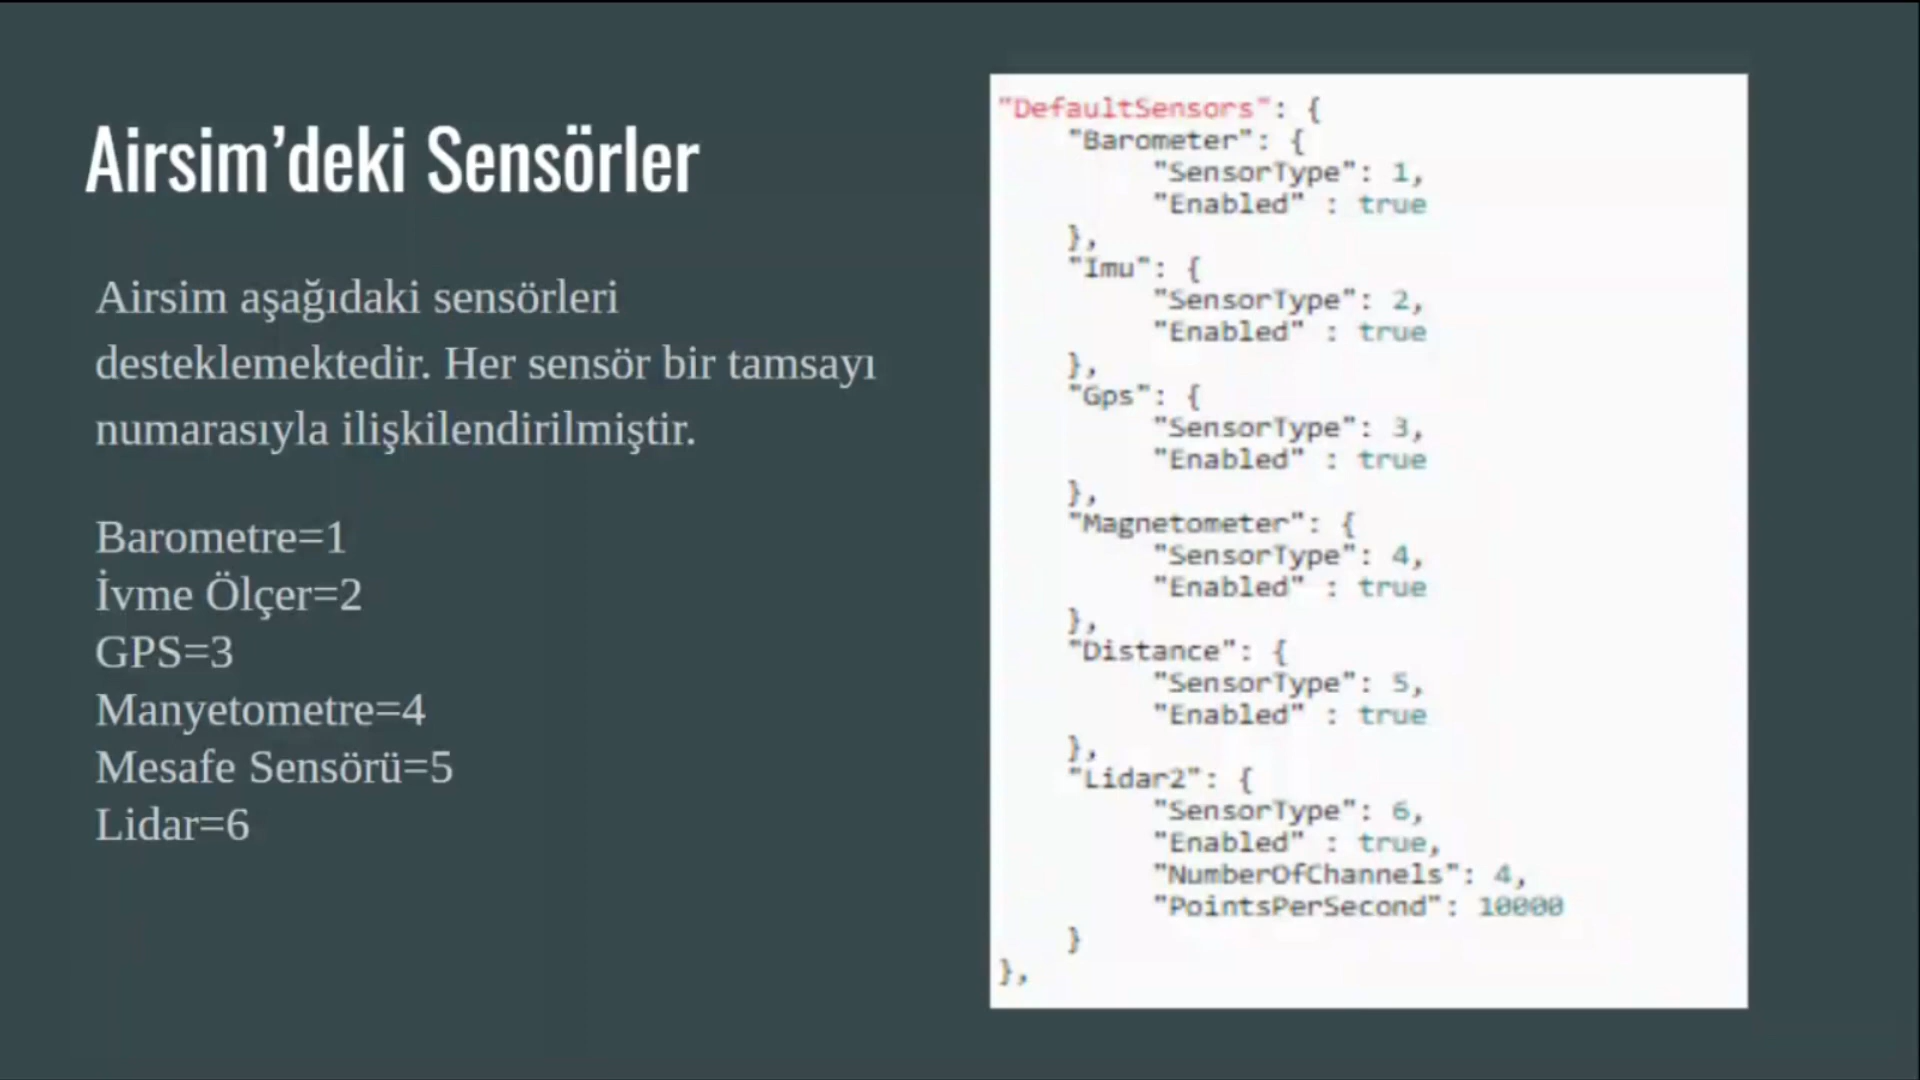 Airsim’deki Sensörler
Airsim aşağıdaki sensörleri
desteklemektedir. Her sensör bir tamsayı
numarasıyla ilişkilendirilmiştir.
Barometre=1
İvme Ölçer=2
GPS=3
Manyetometre=4
Mesafe Sensörü=5
Lidar=6
"DefaultSensors": {
"Barometer": {
"SensorType": 1,
"Enabled" : true
},
"Imu": {
"SensorType": 2,
"Enabled" : true
},
"Gps": {
"SensorType": 3,
"Enabled" : true
},
"Magnetometer": {
"SensorType": 4,
"Enabled" : true
},
"Distance": {
"SensorType": 5,
"Enabled" : true
},
"Lidar2": {
"SensorType": 6,
"Enabled" : true,
"NumberOfChannels": 4,
"PointsPerSecond": 10000
}
},